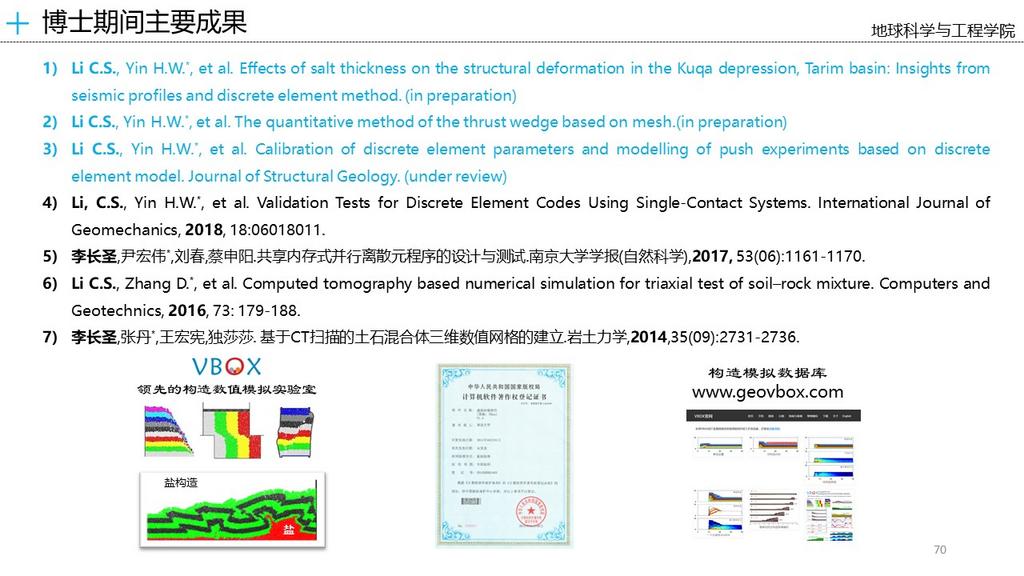 博士期间主要成果
地球科学与工程学院
1) Li C.S., Yin H.W.*, et al. Effects of salt thickness on the structural deformation in the Kuqa depression, Tarim basin: Insights from
seismic profiles and discrete element method. (in preparation)
2) Li C.S., Yin H.W.*, et al. The quantitative method of the thrust wedge based on mesh.(in preparation)
3) Li C.S., Yin H.W.*, et al. Calibration of discrete element parameters and modelling of push experiments based on discrete
element model. Journal of Structural Geology. (under review)
4) Li, C.S., Yin H.W.*, et al. Validation Tests for Discrete Element Codes Using Single-Contact Systems. International Journal of
Geomechanics, 2018, 18:06018011.
5) 李长圣,尹宏伟*,刘春,蔡申阳.共享内存式并行离散元程序的设计与测试.南京大学学报(自然科学),2017, 53(06):1161-1170.
6) Li C.S., Zhang D.*, et al. Computed tomography based numerical simulation for triaxial test of soil–rock mixture. Computers and
Geotechnics, 2016, 73: 179-188.
7) 李长圣,张丹*,王宏宪,独莎莎. 基于CT扫描的土石混合体三维数值网格的建立.岩土力学,2014,35(09):2731-2736.
VBOX
领先的构造数值模拟实验室
盐构造
盐
中华人民共和国国家版权局
计算机软件著作权登记证书
构造模拟数据库
www.geovbox.com
70